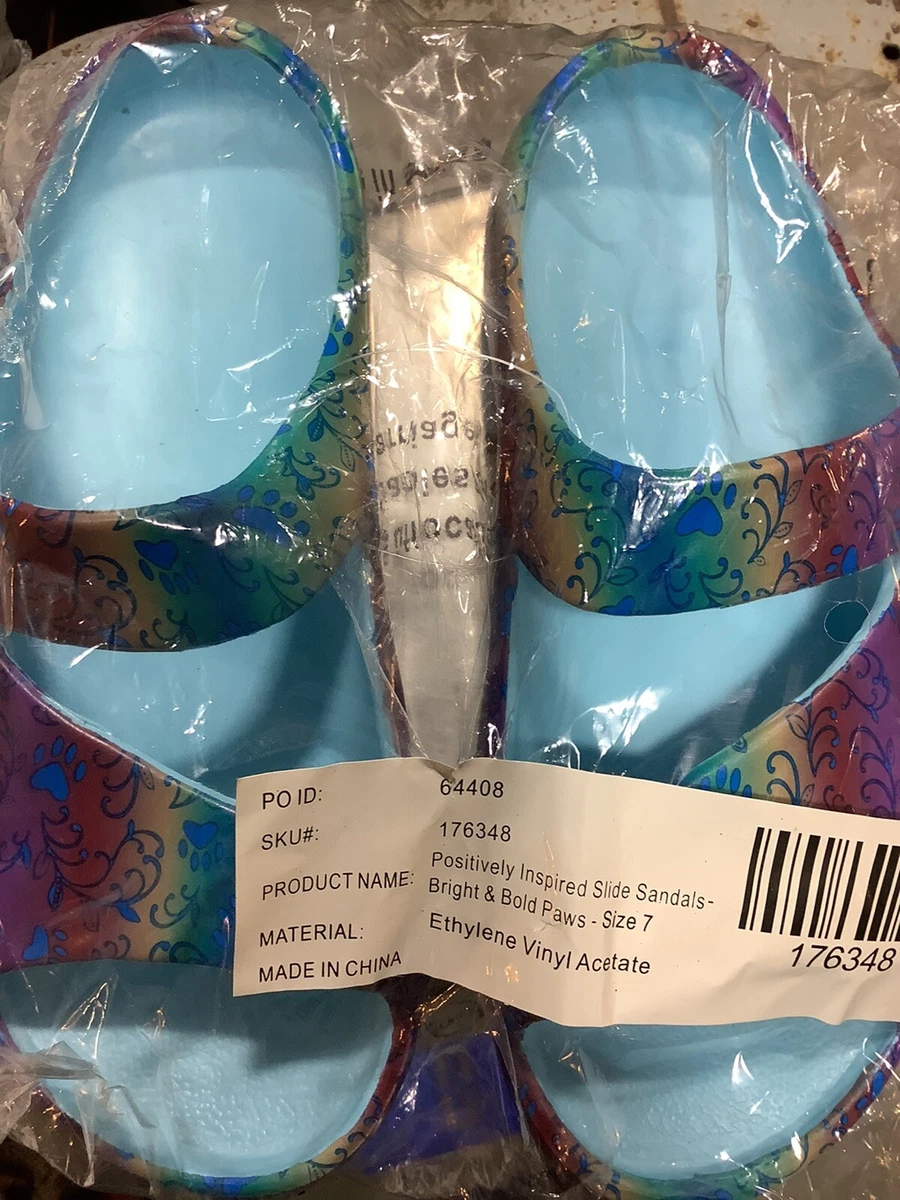 PO ID: 64408
SKU#: 176348
PRODUCT NAME: Positively Inspired Slide Sandals-
Bright & Bold Paws - Size 7
MATERIAL: Ethylene Vinyl Acetate
MADE IN CHINA
176348